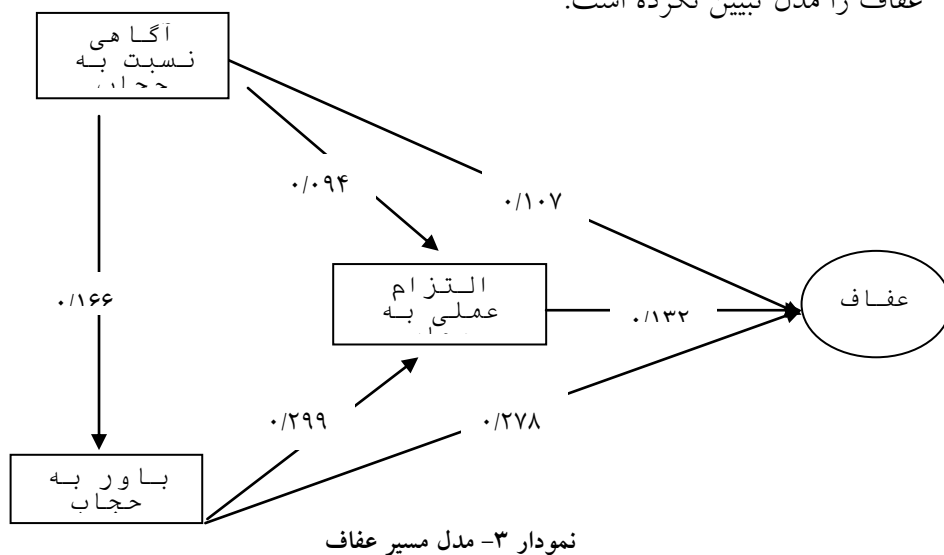 عفاف را مدل تبیین نکرده است.
آگاهی
نسبت به
حجاب
۰/۰۹۴
۰/۱۰۷
التزام
عملی به
عفاف
۰/۱۶۶
۰/۱۳۲
۰/۲۹۹
۰/۲۷۸
باور به
حجاب
نمودار ۳- مدل مسیر عفاف